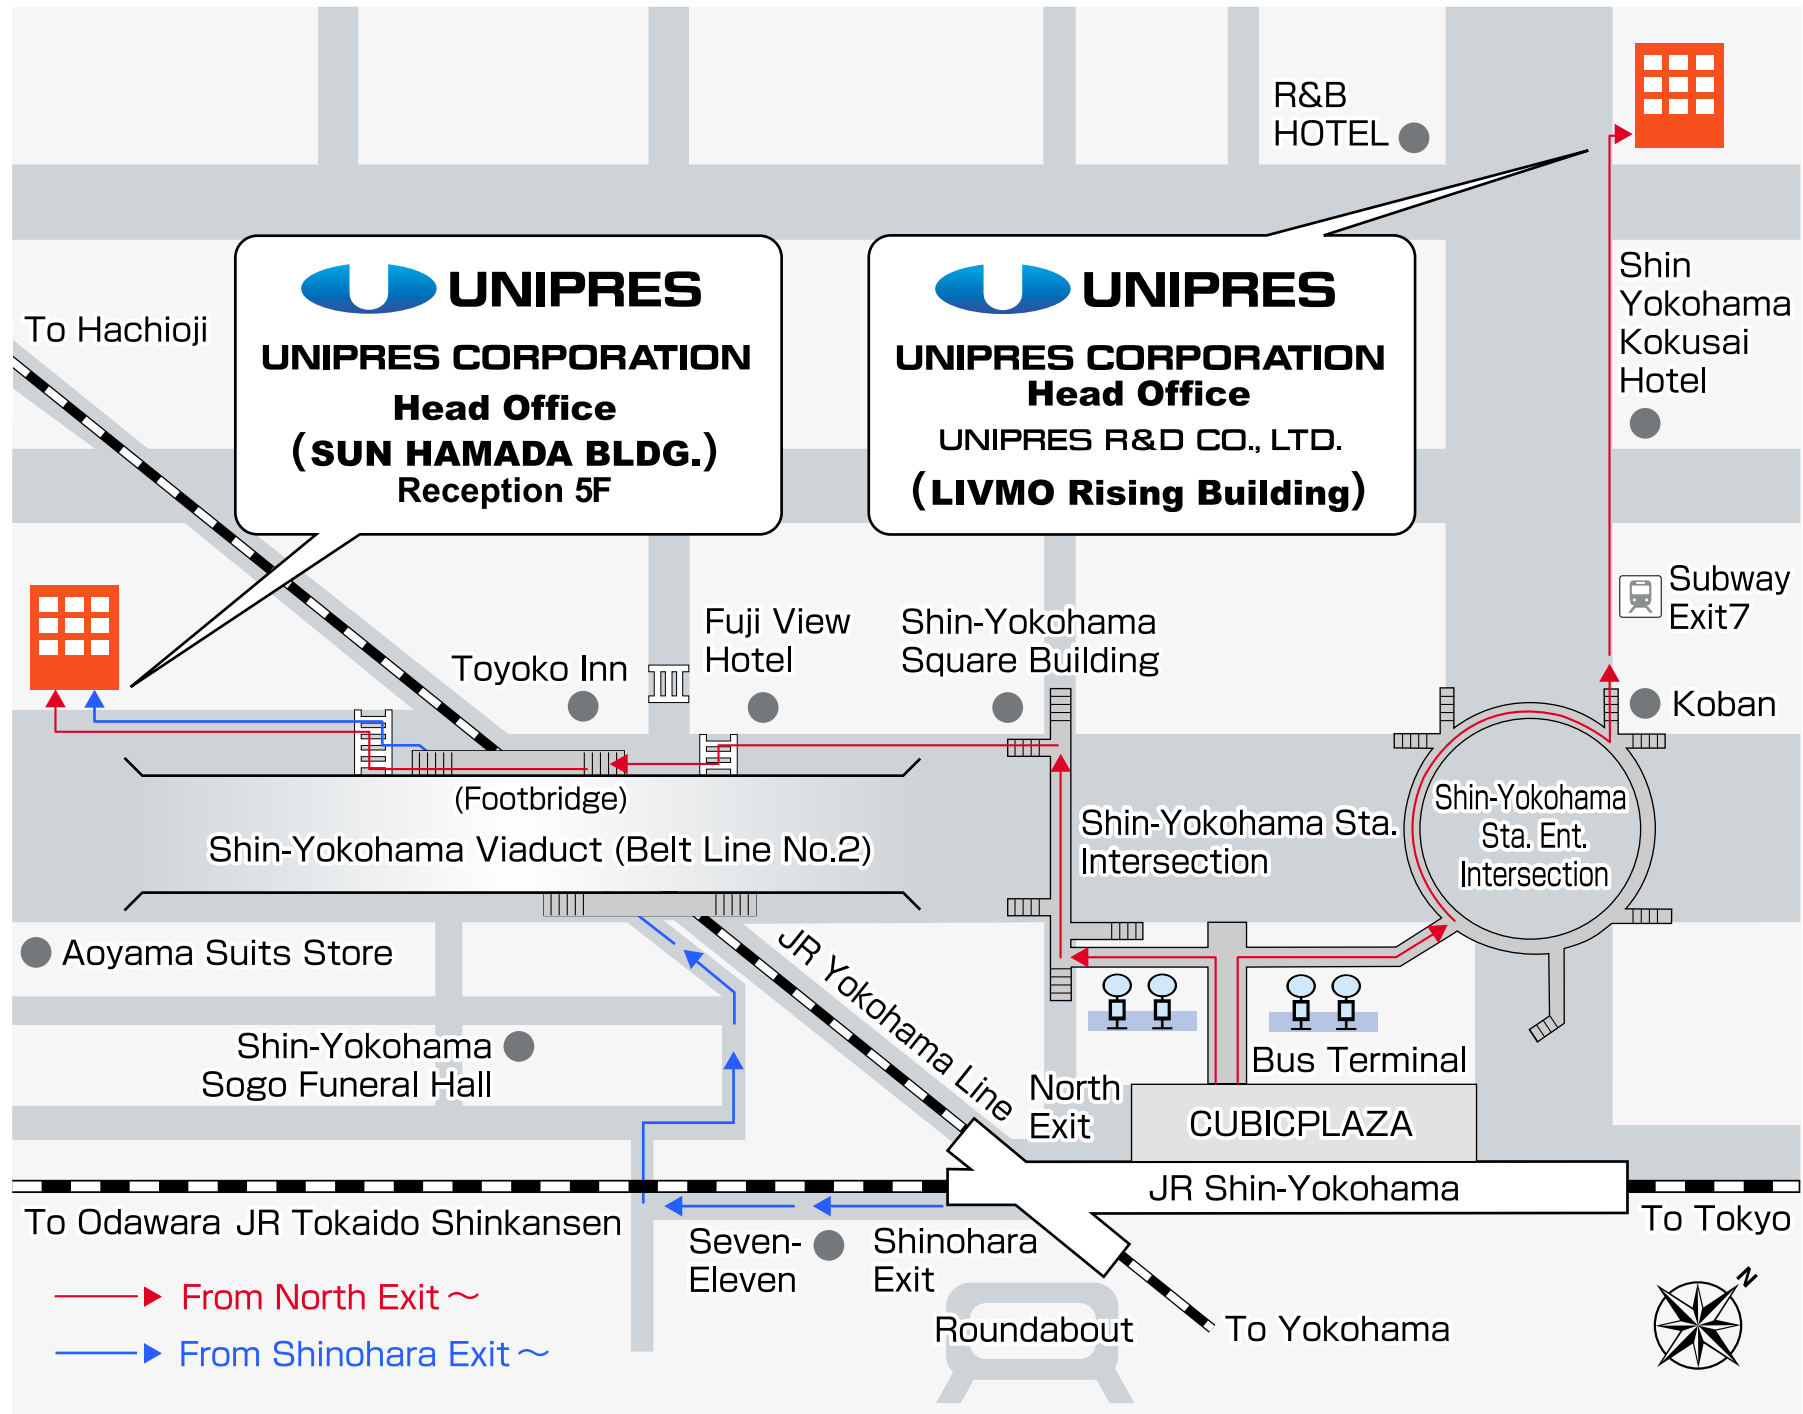 R&B
HOTEL
UNIPRES
UNIPRES CORPORATION
Head Office
(SUN HAMADA BLDG.)
Reception 5F
UNIPRES
UNIPRES CORPORATION
Head Office
UNIPRES R&D CO., LTD.
(LIVMO Rising Building)
Shin
Yokohama
Kokusai
Hotel
To Hachioji
Subway
Exit7
Koban
Toyoko Inn
Fuji View
Hotel
Shin-Yokohama
Square Building
(Footbridge)
Shin-Yokohama Viaduct (Belt Line No.2)
Shin-Yokohama Sta.
Intersection
Shin-Yokohama
Sta. Ent.
Intersection
Aoyama Suits Store
JR Yokohama Line
Shin-Yokohama
Sogo Funeral Hall
Bus Terminal
North
Exit
CUBICPLAZA
JR Shin-Yokohama
To Odawara
JR Tokaido Shinkansen
To Tokyo
Seven-
Eleven
Shinohara
Exit
Roundabout
To Yokohama
N
From North Exit～
From Shinohara Exit～